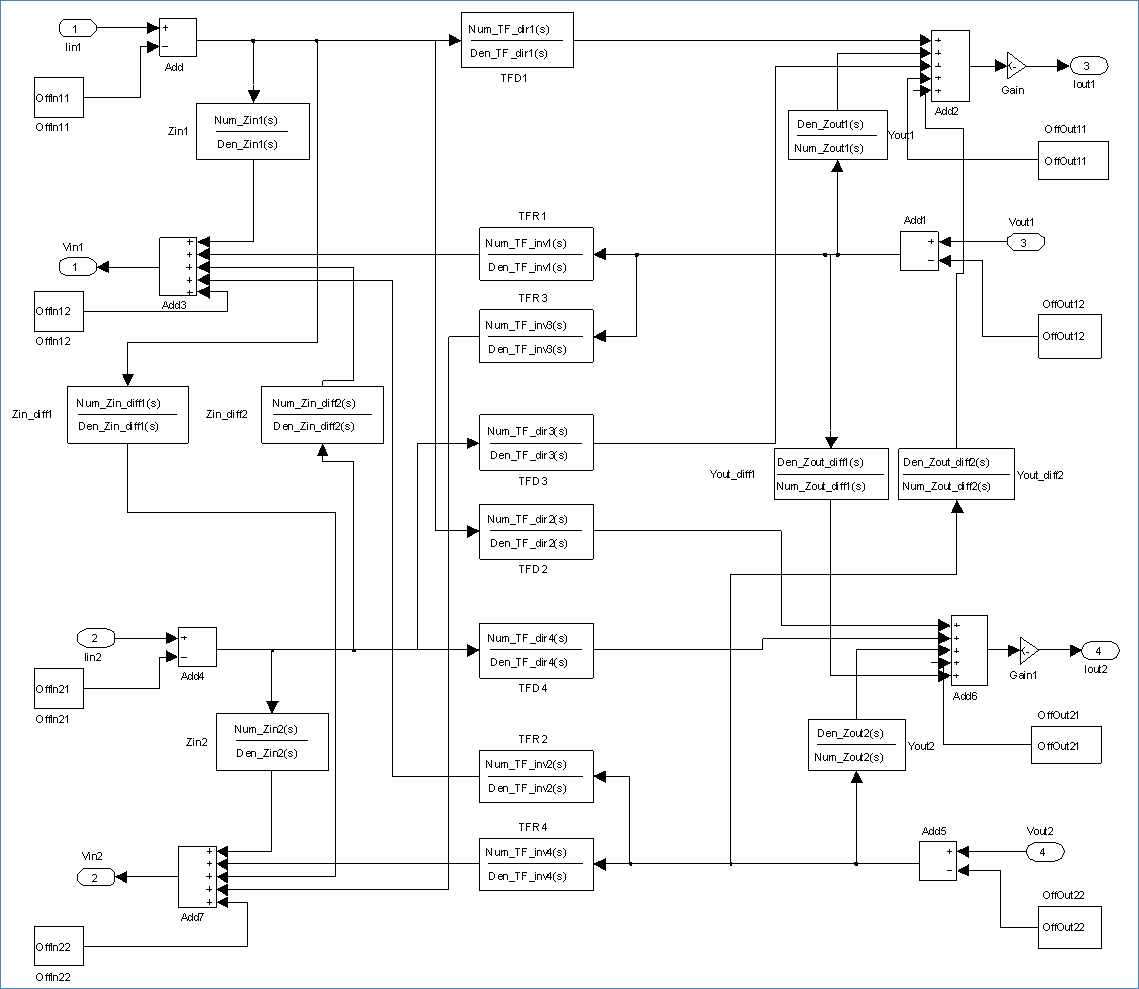 1
Iin1
OffIn11
OffIn11
+
−
Add
Num_TF_dir1(s)
Den_TF_dir1(s)
TFD1
+
+
+
+
+
Add2
Gain
3
Iout1
Zin1
Num_Zin1(s)
Den_Zin1(s)
Den_Zout1(s)
Num_Zout1(s)
Yout1
OffOut11
OffOut11
TFR1
Num_TF_inv1(s)
Den_TF_inv1(s)
Add1
+
−
Vout1
3
Vin1
1
+
+
+
+
+
Add3
OffIn12
OffIn12
TFR3
Num_TF_inv3(s)
Den_TF_inv3(s)
OffOut12
OffOut12
Zin_diff1
Num_Zin_diff1(s)
Den_Zin_diff1(s)
Zin_diff2
Num_Zin_diff2(s)
Den_Zin_diff2(s)
Num_TF_dir3(s)
Den_TF_dir3(s)
TFD3
Yout_diff1
Den_Zout_diff1(s)
Num_Zout_diff1(s)
Den_Zout_diff2(s)
Num_Zout_diff2(s)
Yout_diff2
Num_TF_dir2(s)
Den_TF_dir2(s)
TFD2
2
Iin2
+
−
Add4
OffIn21
OffIn21
Num_TF_dir4(s)
Den_TF_dir4(s)
TFD4
+
+
+
+
+
Add6
Gain1
4
Iout2
Zin2
Num_Zin2(s)
Den_Zin2(s)
TFR2
Num_TF_inv2(s)
Den_TF_inv2(s)
Den_Zout2(s)
Num_Zout2(s)
Yout2
OffOut21
OffOut21
TFR4
Num_TF_inv4(s)
Den_TF_inv4(s)
Add5
+
−
Vout2
4
Vin2
2
+
+
+
+
+
Add7
OffIn22
OffIn22
OffOut22
OffOut22